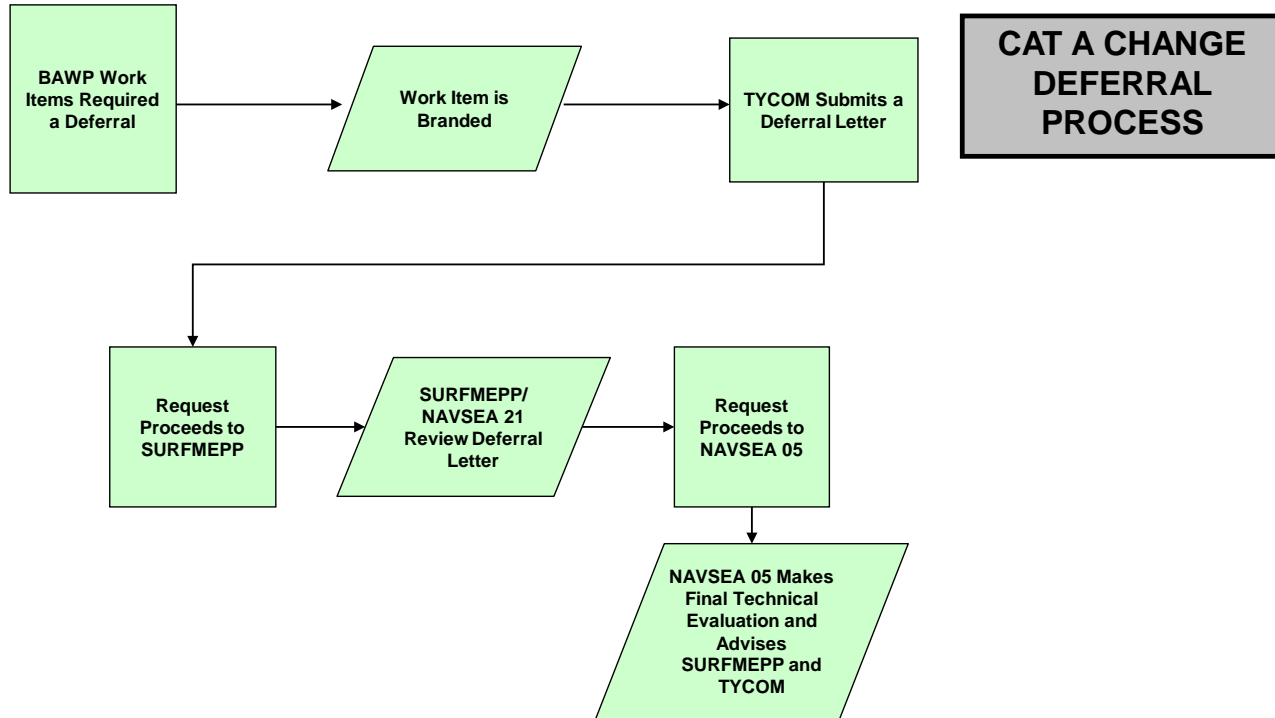 BAWP Work
Items Required
a Deferral
Work Item is
Branded
TYCOM Submits a
Deferral Letter
CAT A CHANGE
DEFERRAL
PROCESS
Request
Proceeds to
SURFMEPP
SURFMEPP/
NAVSEA 21
Review Deferral
Letter
Request
Proceeds to
NAVSEA 05
NAVSEA 05 Makes
Final Technical
Evaluation and
Advises
SURFMEPP and
TYCOM